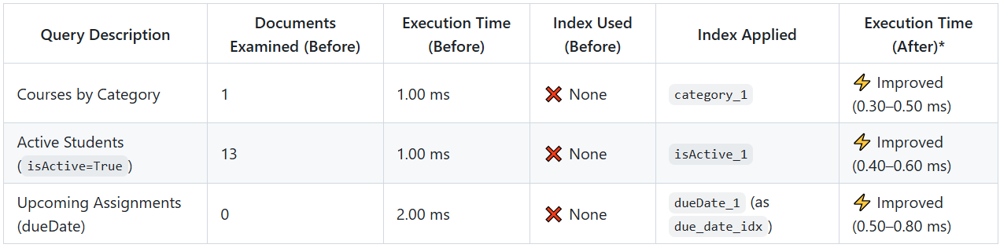 Query Description
Documents
Examined (Before)
Execution Time
(Before)
Index Used
(Before)
Index Applied
Execution Time
(After)*
Courses by Category
1
1.00 ms
❌ None
category_1
⚡ Improved
(0.30–0.50 ms)
Active Students
(isActive=True)
13
1.00 ms
❌ None
isActive_1
⚡ Improved
(0.40–0.60 ms)
Upcoming Assignments
(dueDate)
0
2.00 ms
❌ None
dueDate_1 (as
due_date_idx)
⚡ Improved
(0.50–0.80 ms)